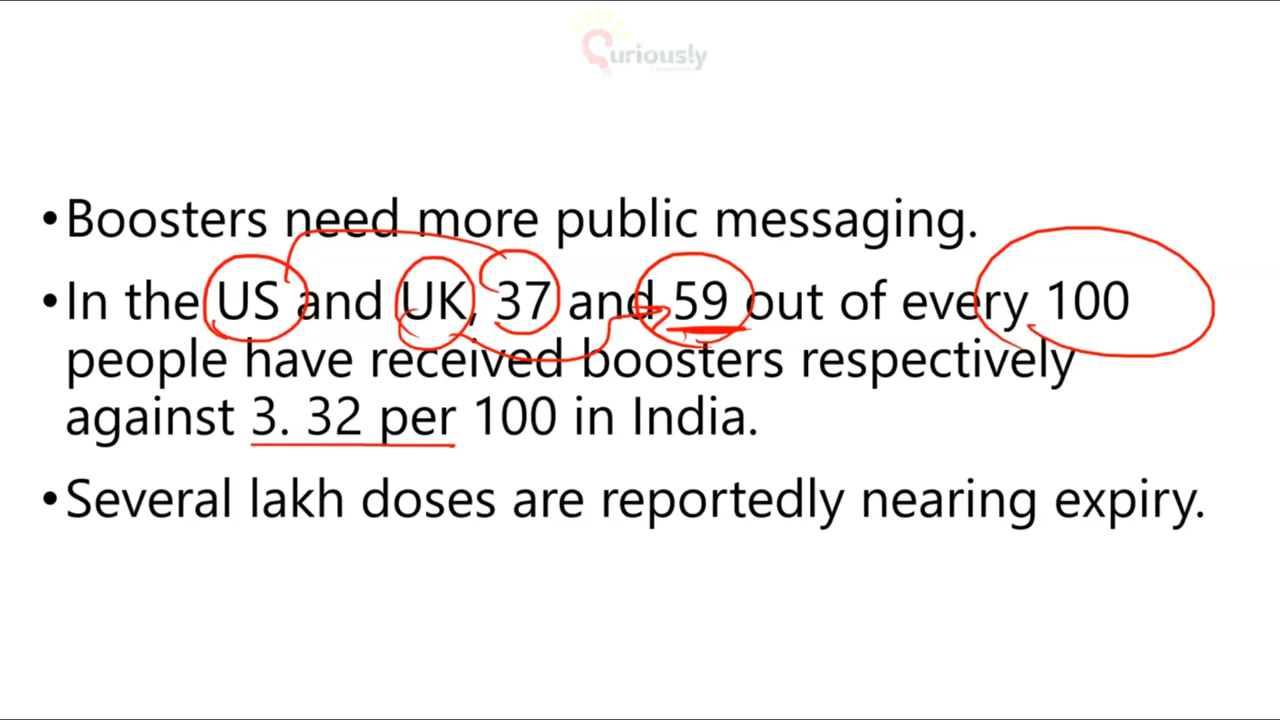 Curiously
•Boosters need more public messaging.
•In the US and UK, 37 and 59 out of every 100
people have received boosters respectively
against 3. 32 per 100 in India.
•Several lakh doses are reportedly nearing expiry.